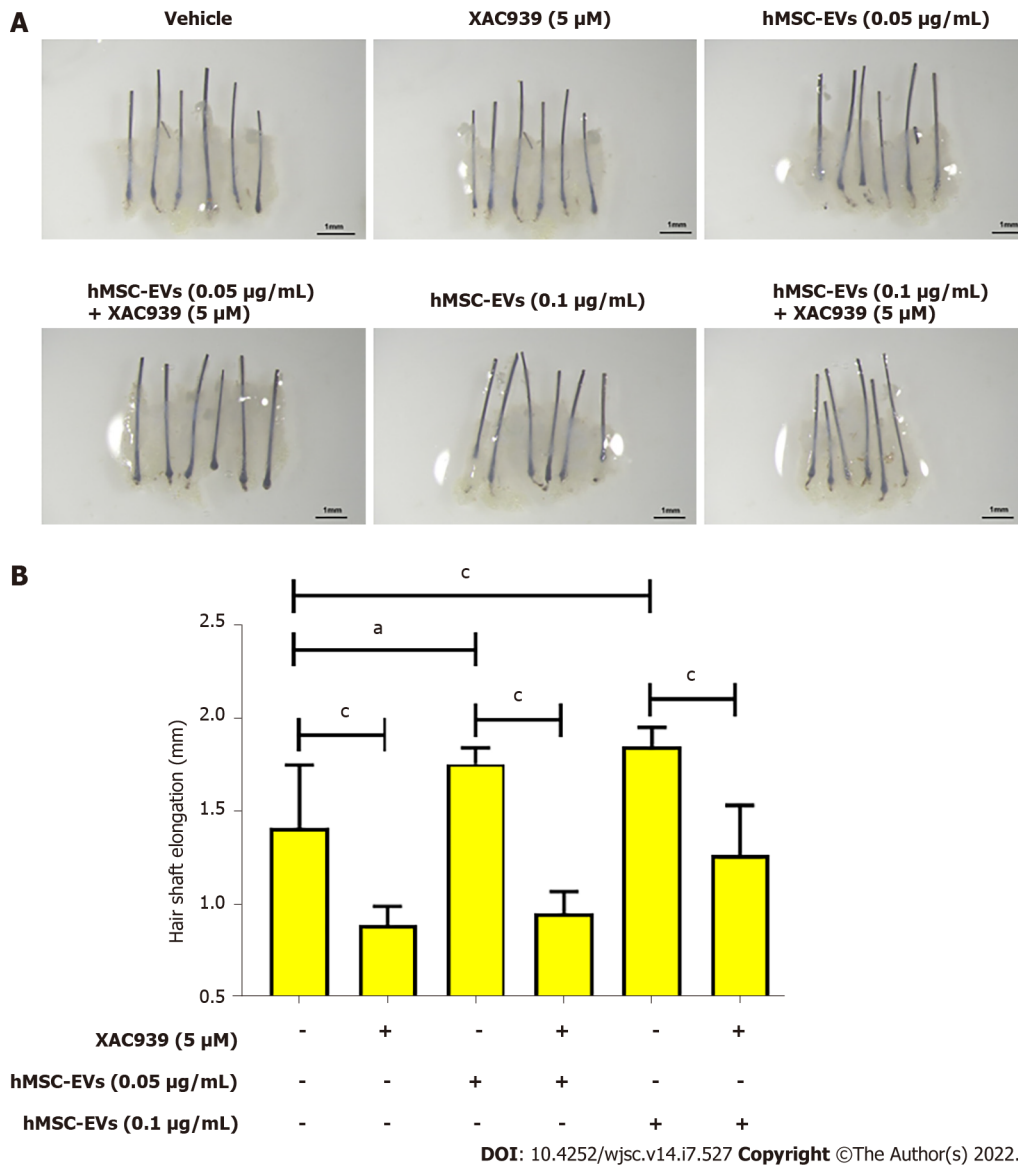 A
Vehicle
XAC939 (5 µM)
hMSC-EVs (0.05 µg/mL)
1mm
1mm
1mm
hMSC-EVs (0.05 µg/mL)
+ XAC939 (5 µM)
hMSC-EVs (0.1 µg/mL)
hMSC-EVs (0.1 µg/mL)
+ XAC939 (5 µM)
1mm
1mm
1mm
B
c
a
c
c
c
Hair shaft elongation (mm)
2.5
2.0
1.5
1.0
0.5
XAC939 (5 µM) - + - + - +
hMSC-EVs (0.05 µg/mL) - - + + - -
hMSC-EVs (0.1 µg/mL) - - - - + +
DOI: 10.4252/wjsc.v14.i7.527 Copyright ©The Author(s) 2022.